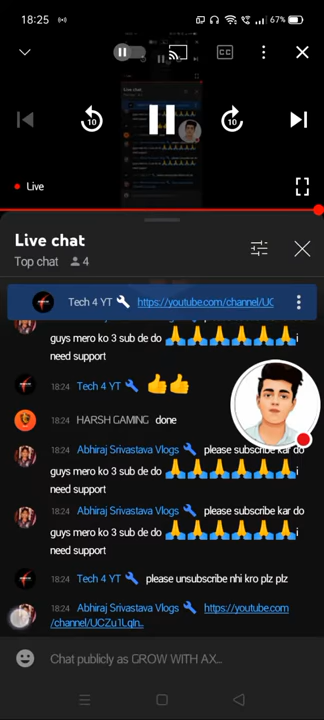 18:25
67%
CC
10
10
Live
Live chat
Top chat 4
Tech 4 YT https://youtube.com/channel/UC
guys mero ko 3 sub de do 🙏🙏🙏🙏🙏🙏i
need support
18:24 Tech 4 YT 👍👍
18:24 HARSH GAMING done
18:24 Abhiraj Srivastava Vlogs please subscribe kar do
guys mero ko 3 sub de do 🙏🙏🙏🙏🙏🙏i
need support
18:24 Abhiraj Srivastava Vlogs please subscribe kar do
guys mero ko 3 sub de do 🙏🙏🙏🙏🙏🙏i
need support
18:24 Tech 4 YT please unsubscribe nhi kro plz plz
18:24 Abhiraj Srivastava Vlogs https://youtube.com
Chat publicly as GROW WITH AX...